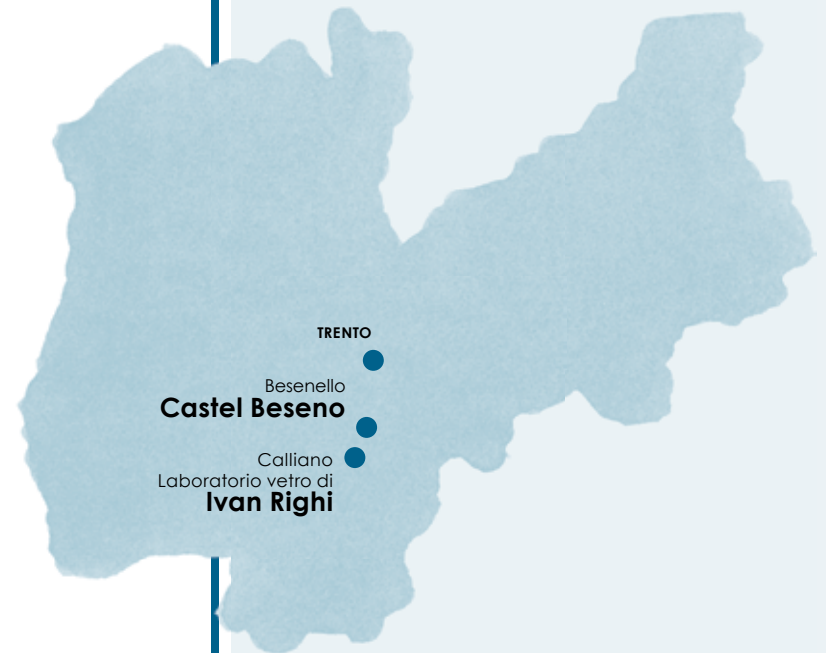 TRENTO
Besenello
Castel Beseno
Calliano
Laboratorio vetro di
Ivan Righi